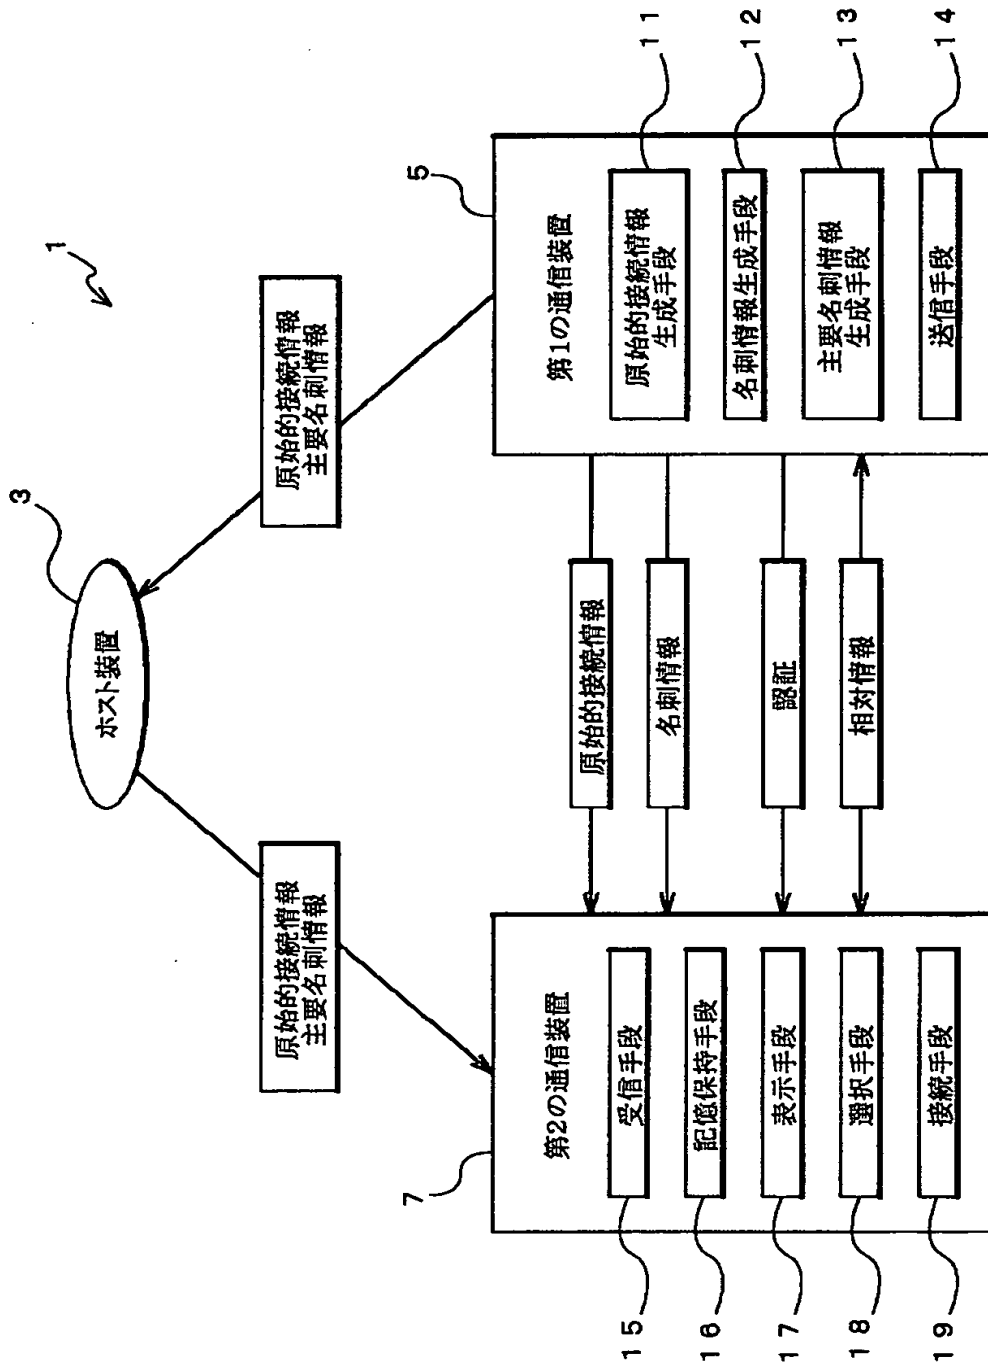 1
3
ホスト装置
原始的接続情報
主要名刺情報
原始的接続情報
主要名刺情報
7
第2の通信装置
受信手段
15
記憶保持手段
16
表示手段
17
選択手段
18
接続手段
19
原始的接続情報
名刺情報
認証
相対情報
5
第1の通信装置
原始的接続情報
生成手段
11
名刺情報生成手段
12
主要名刺情報
生成手段
13
送信手段
14